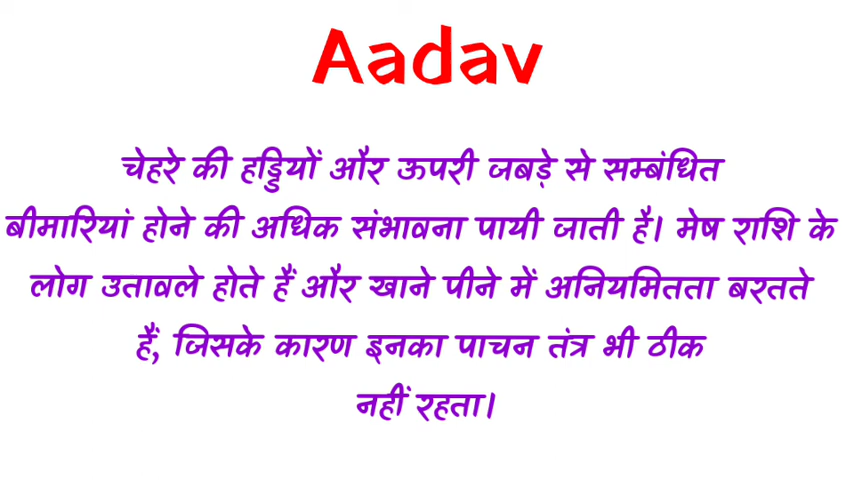 Aadav
चेहरे की हड्डियों और ऊपरी जबड़े से सम्बंधित
बीमारियां होने की अधिक संभावना पायी जाती है। मेष राशि के
लोग उतावले होते हैं और खाने पीने में अनियमितता बरतते
हैं, जिसके कारण इनका पाचन तंत्र भी ठीक
नहीं रहता।